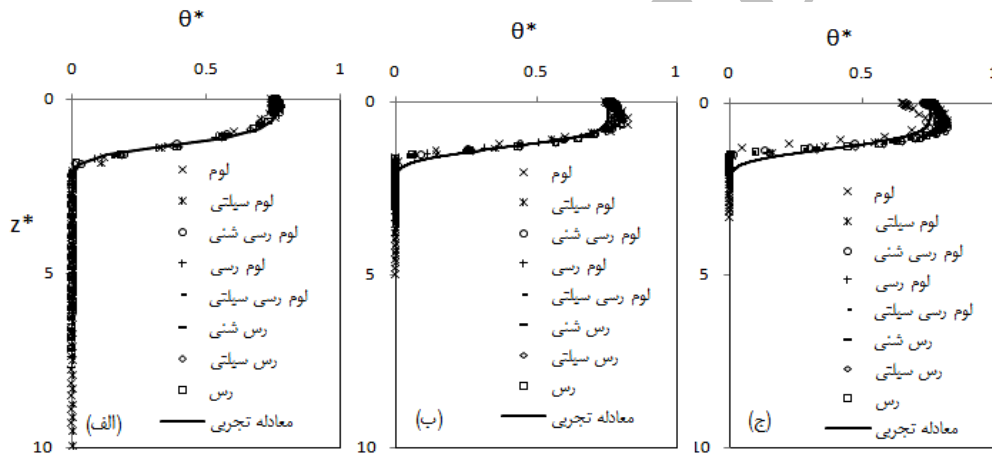 θ*
0 0.5 1
0
5
10
z*
لوم
لوم سیلتی
لوم رسی شنی
لوم رسی
لوم رسی سیلتی
رس شنی
رس سیلتی
رس
معادله تجربی
(الف)
θ*
0 0.5 1
0
5
10
لوم
لوم سیلتی
لوم رسی شنی
لوم رسی
لوم رسی سیلتی
رس شنی
رس سیلتی
رس
معادله تجربی
(ب)
θ*
0 0.5 1
0
5
10
لوم
لوم سیلتی
لوم رسی شنی
لوم رسی
لوم رسی سیلتی
رس شنی
رس سیلتی
رس
معادله تجربی
(ج)